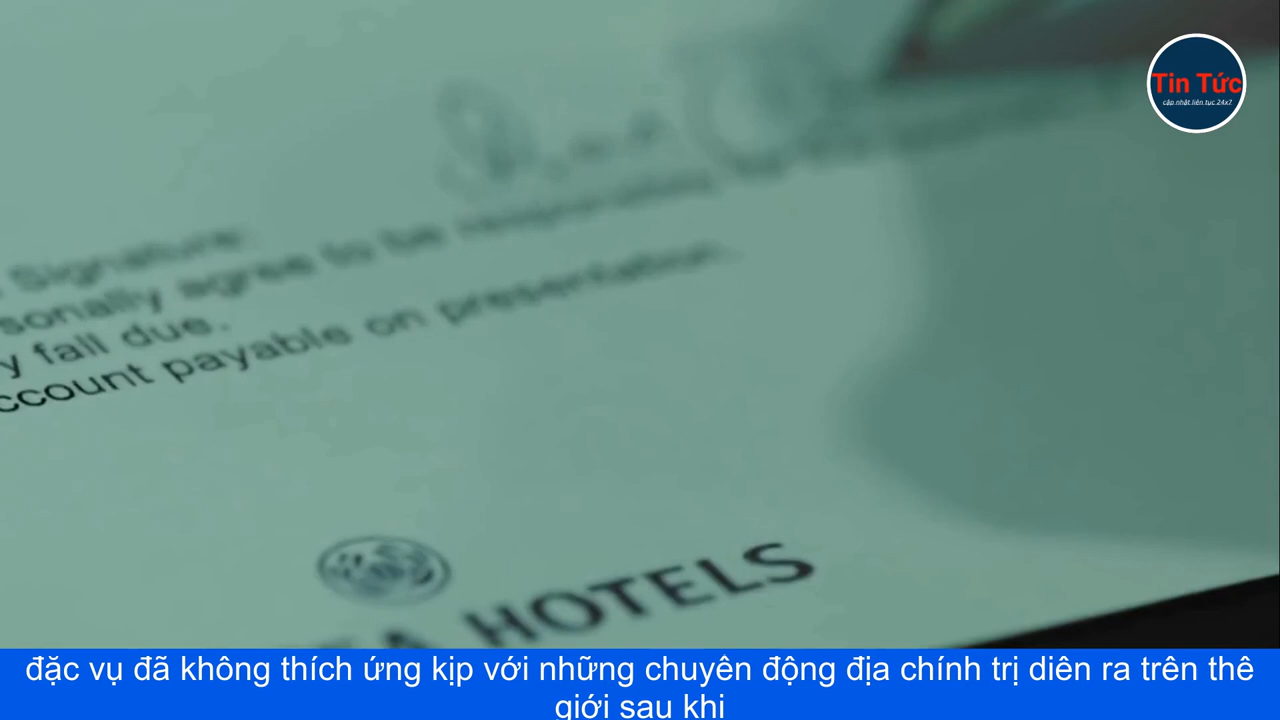 Tin Tức
cập nhật liên tục 24x7
Signature:
sonally agree to be responsible
y fall due.
ccount payable on presentation.
HOTELS
đặc vụ đã không thích ứng kịp với những chuyên động địa chính trị diên ra trên thê
giới sau khi